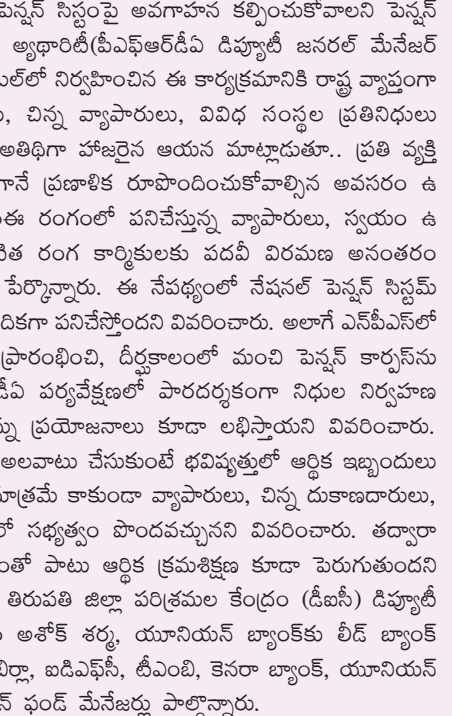 పెన్షన్ సిస్టంపై అవగాహన కల్పించుకోవాలని పెన్షన్
అథ్యారిటీ(పీఎఫ్ఆర్‌డీఏ డిప్యూటీ జనరల్ మేనేజర్
నిర్వహించిన ఈ కార్యక్రమానికి రాష్ట్ర వ్యాప్తంగా
చిన్న వ్యాపారులు, వివిధ సంస్థల ప్రతినిధులు
అతిథిగా హాజరైన ఆయన మాట్లాడుతూ.. ప్రతి వ్యక్తి
ప్రణాళిక రూపొందించుకోవాల్సిన అవసరం ఉ
ఈ రంగంలో పనిచేస్తున్న వ్యాపారులు, స్వయం ఉ
రంగ కార్మికులకు పదవీ విరమణ అనంతరం
పేర్కొన్నారు. ఈ నేపథ్యంలో నేషనల్ పెన్షన్ సిస్టమ్
పనిచేస్తోందని వివరించారు. అలాగే ఎన్‌పీఎస్‌లో
ప్రారంభించి, దీర్ఘకాలంలో మంచి పెన్షన్ కార్పస్‌ను
పర్యవేక్షణలో పారదర్శకంగా నిధుల నిర్వహణ
ప్రయోజనాలు కూడా లభిస్తాయని వివరించారు.
అలవాటు చేసుకుంటే భవిష్యత్తులో ఆర్థిక ఇబ్బందులు
కాకుండా వ్యాపారులు, చిన్న దుకాణదారులు,
సభ్యత్వం పొందవచ్చునని వివరించారు. తద్వారా
పాటు ఆర్థిక క్రమశిక్షణ కూడా పెరుగుతుందని
తిరుపతి జిల్లా పరిశ్రమల కేంద్రం (డీఐసీ) డిప్యూటీ
అశోక్ శర్మ, యూనియన్ బ్యాంక్‌కు లీడ్ బ్యాంక్
బిర్లా, ఐడిఎఫ్‌సీ, టీఎంబి, కెనరా బ్యాంక్, యూనియన్
ఫండ్ మేనేజర్లు పాల్గొన్నారు.